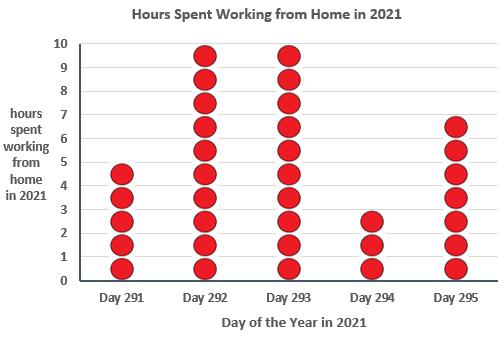 Hours Spent Working from Home in 2021
10
9
8
7
6
5
4
3
2
1
0
hours
spent
working
from
home
in 2021
Day 291 Day 292 Day 293 Day 294 Day 295
Day of the Year in 2021